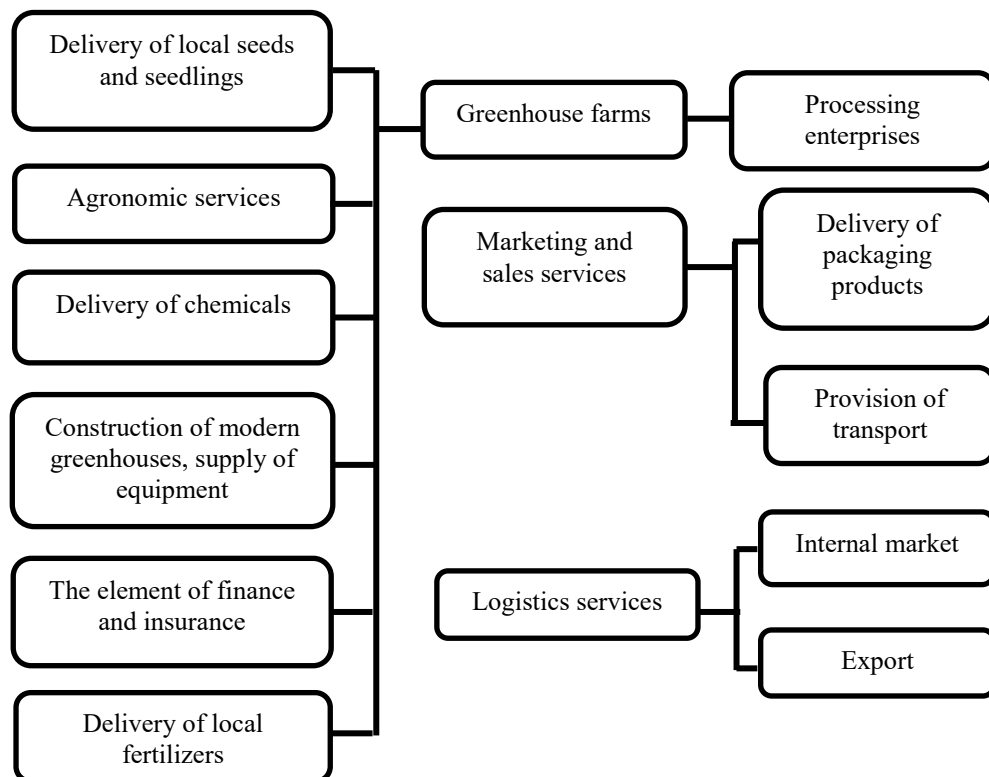 Delivery of local seeds
and seedlings
Agronomic services
Delivery of chemicals
Construction of modern
greenhouses, supply of
equipment
The element of finance
and insurance
Delivery of local
fertilizers
Greenhouse farms
Marketing and
sales services
Logistics services
Processing
enterprises
Delivery of
packaging
products
Provision of
transport
Internal market
Export